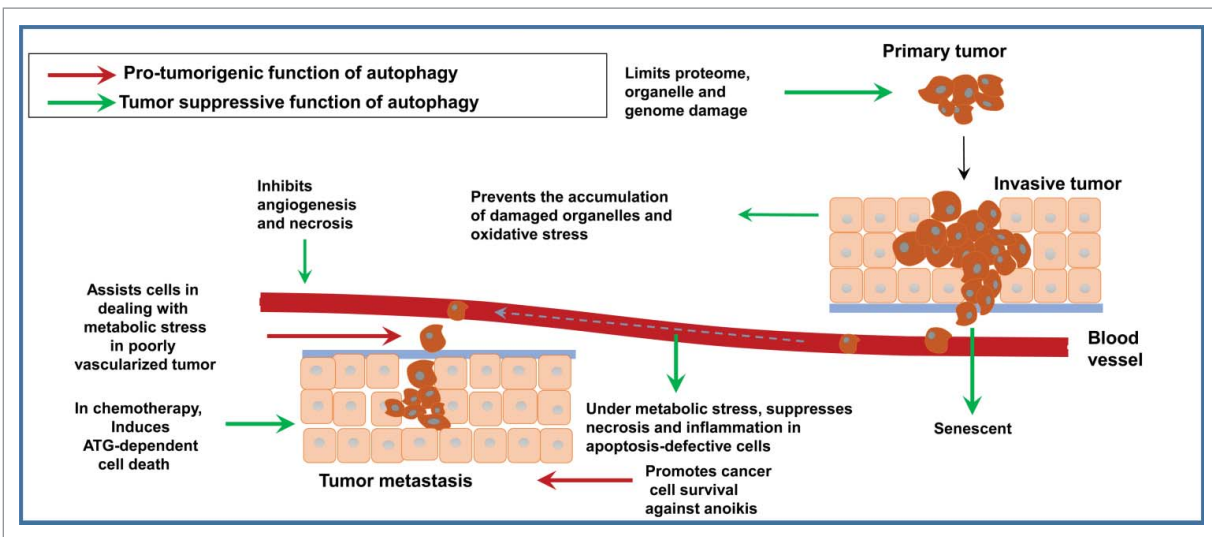 Pro-tumorigenic function of autophagy
Tumor suppressive function of autophagy
Limits proteome,
organelle and
genome damage
Primary tumor
Invasive tumor
Prevents the accumulation
of damaged organelles and
oxidative stress
Inhibits
angiogenesis
and necrosis
Assists cells in
dealing with
metabolic stress
in poorly
vascularized tumor
Blood
vessel
In chemotherapy,
Induces
ATG-dependent
cell death
Under metabolic stress, suppresses
necrosis and inflammation in
apoptosis-defective cells
Senescent
Tumor metastasis
Promotes cancer
cell survival
against anoikis